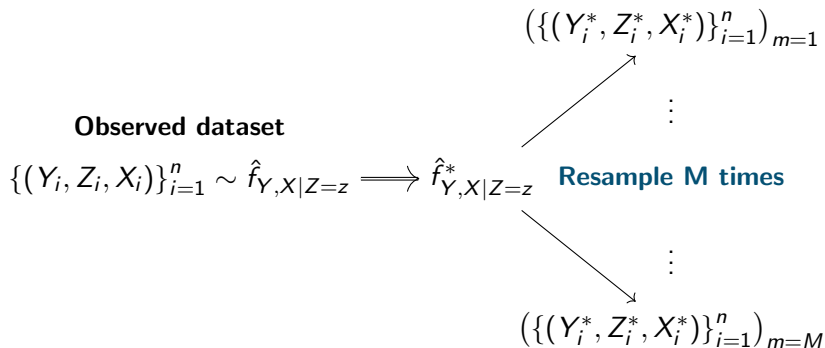 ({(Y_i^*, Z_i^*, X_i^*)}_{i=1}^n)_{m=1}
⋮
Observed dataset
{(Y_i, Z_i, X_i)}_{i=1}^n ∼ \hat{f}_{Y,X|Z=z} ⟹ \hat{f}^*_{Y,X|Z=z} Resample M times
⋮
({(Y_i^*, Z_i^*, X_i^*)}_{i=1}^n)_{m=M}